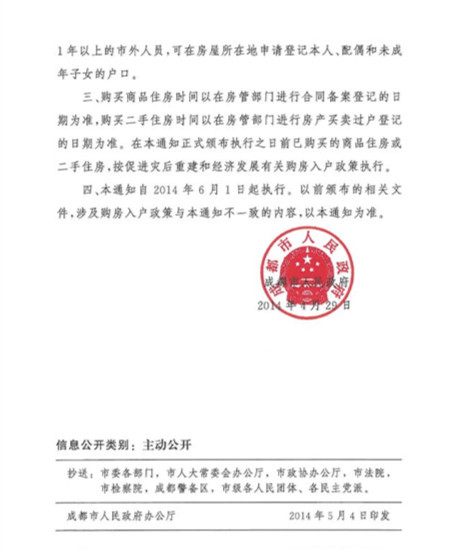 1年以上的市外人员,可在房屋所在地申请登记本人、配偶和未成
年子女的户口。
三、购买商品住房时间以在房管部门进行合同备案登记的日
期为准,购买二手住房时间以在房管部门进行房产买卖过户登记
的日期为准。在本通知正式颁布执行之日前已购买的商品住房或
二手住房,按促进灾后重建和经济发展有关购房入户政策执行。
四、本通知自2014年6月1日起执行。以前颁布的相关文
件,涉及购房入户政策与本通知不一致的内容,以本通知为准。
成都市人民政府
成都市人民政府
2014年4月29日
信息公开类别:主动公开
抄送:市委各部门,市人大常委会办公厅,市政协办公厅,市法院,
市检察院,成都警备区,市级各人民团体、各民主党派。
成都市人民政府办公厅 2014年5月4日印发